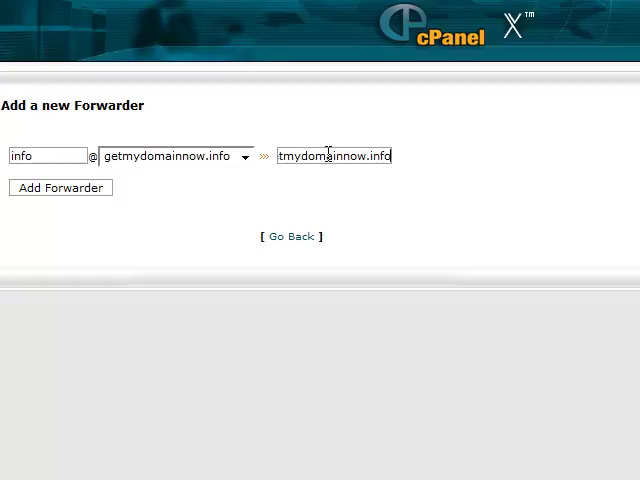 cPanel X™
Add a new Forwarder
info @ getmydomainnow.info »» tmydomainnow.info
Add Forwarder
[ Go Back ]